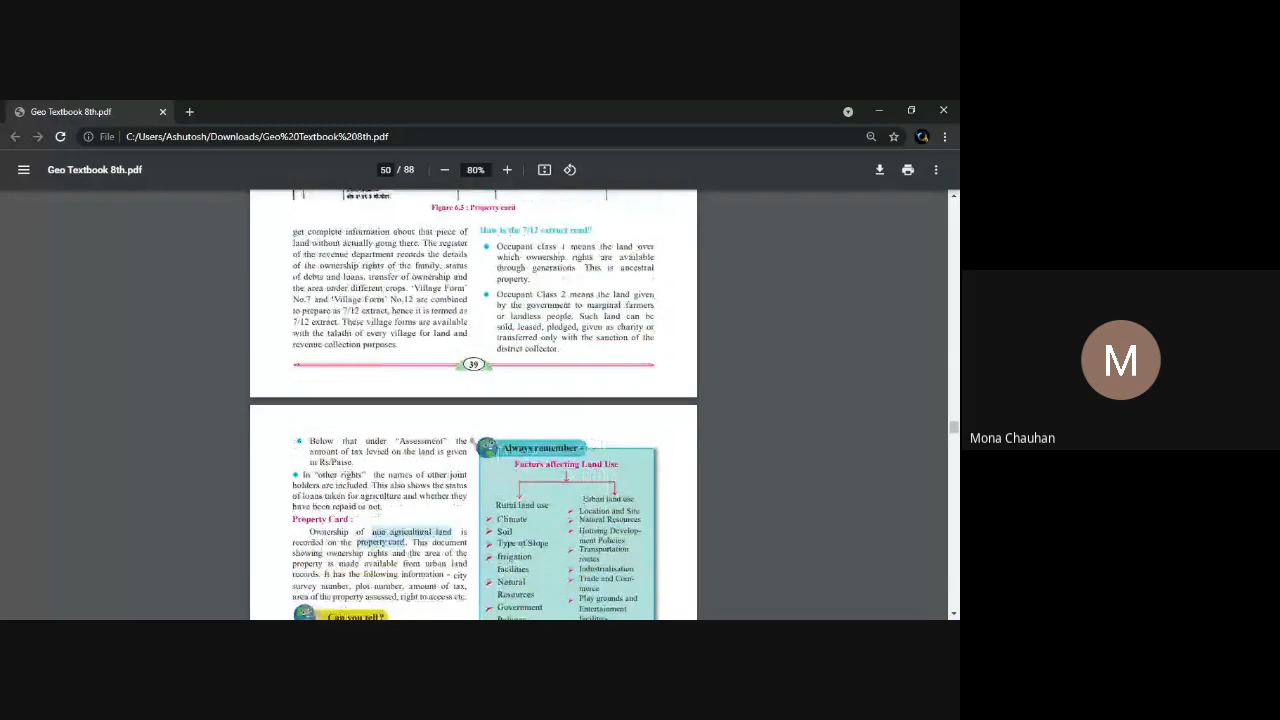 Geo Textbook 8th.pdf
File
C:/Users/Ashutosh/Downloads/Geo%20Textbook%208th.pdf
Geo Textbook 8th.pdf
50 / 88
80%
Figure 6.5 : Property card
get complete information about that piece of
land without actually going there. The register
of the revenue department records the details
of the ownership rights of the family, status
of debts and loans, transfer of ownership and
the area under different crops. ‘Village Form’
No.7 and ‘Village Form’ No.12 are combined
to prepare as 7/12 extract, hence it is termed as
7/12 extract. These village forms are available
with the talathi of every village for land and
revenue collection purposes.
How is the 7/12 extract read?
Occupant class 1 means the land over
which ownership rights are available
through generations. This is ancestral
property.
Occupant Class 2 means the land given
by the government to marginal farmers
or landless people. Such land can be
sold, leased, pledged, given as charity or
transferred only with the sanction of the
district collector.
39
Below that under “Assessment” the
amount of tax levied on the land is given
in Rs/Paise.
In “other rights” the names of other joint
holders are included. This also shows the status
of loans taken for agriculture and whether they
have been repaid or not.
Property Card :
Ownership of non agricultural land is
recorded on the property card. This document
showing ownership rights and the area of the
property is made available from urban land
records. It has the following information - city
survey number, plot number, amount of tax,
area of the property assessed, right to access etc.
Can you tell?
Always remember -
Factors affecting Land Use
Rural land use
Climate
Soil
Type of Slope
Irrigation
facilities
Natural
Resources
Government
Urban land use
Location and Site
Natural Resources
Housing Develop-
ment Policies
Transportation
routes
Industrialisation
Trade and Com-
merce
Play grounds and
Entertainment
M
Mona Chauhan